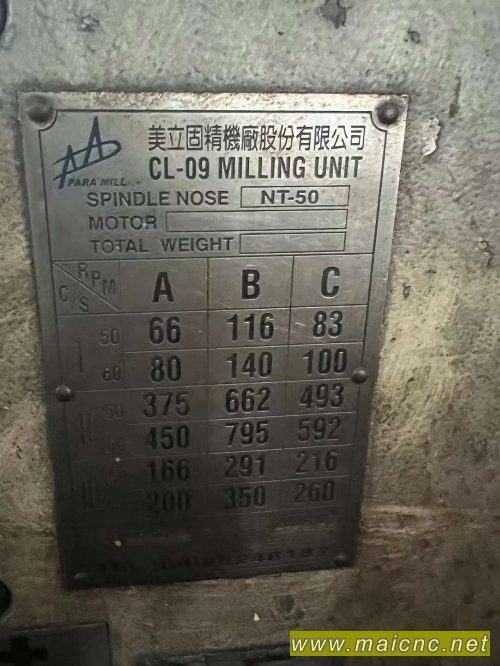 美立固精機廠股份有限公司
PARA MILL
CL-09 MILLING UNIT
SPINDLE NOSE NT-50
MOTOR
TOTAL WEIGHT
RPM
C/S A B C
I 50 66 116 83
60 80 140 100
II 50 375 662 493
60 450 795 592
III 166 291 216
200 350 260
www.maicnc.net